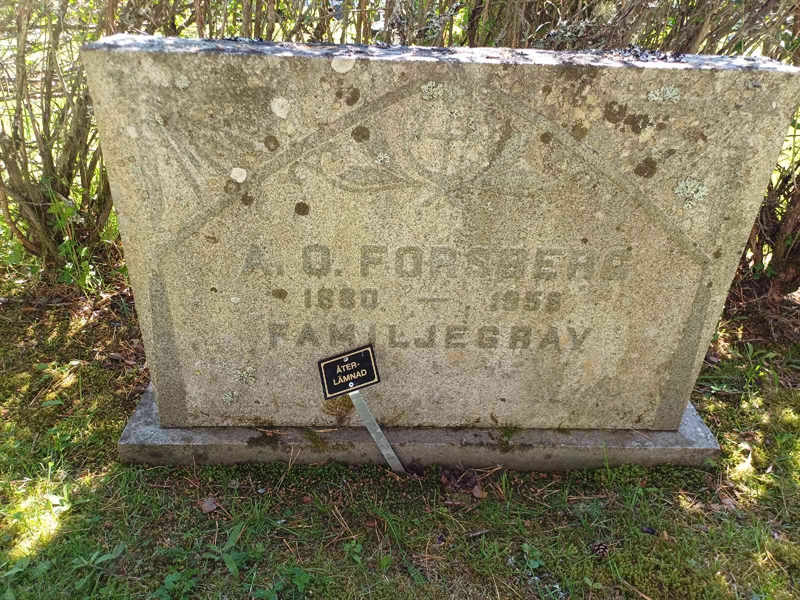 A. O. FORSBERG
1880 — 1958
FAMILJEGRAV
ÅTER-
LÄMNAD